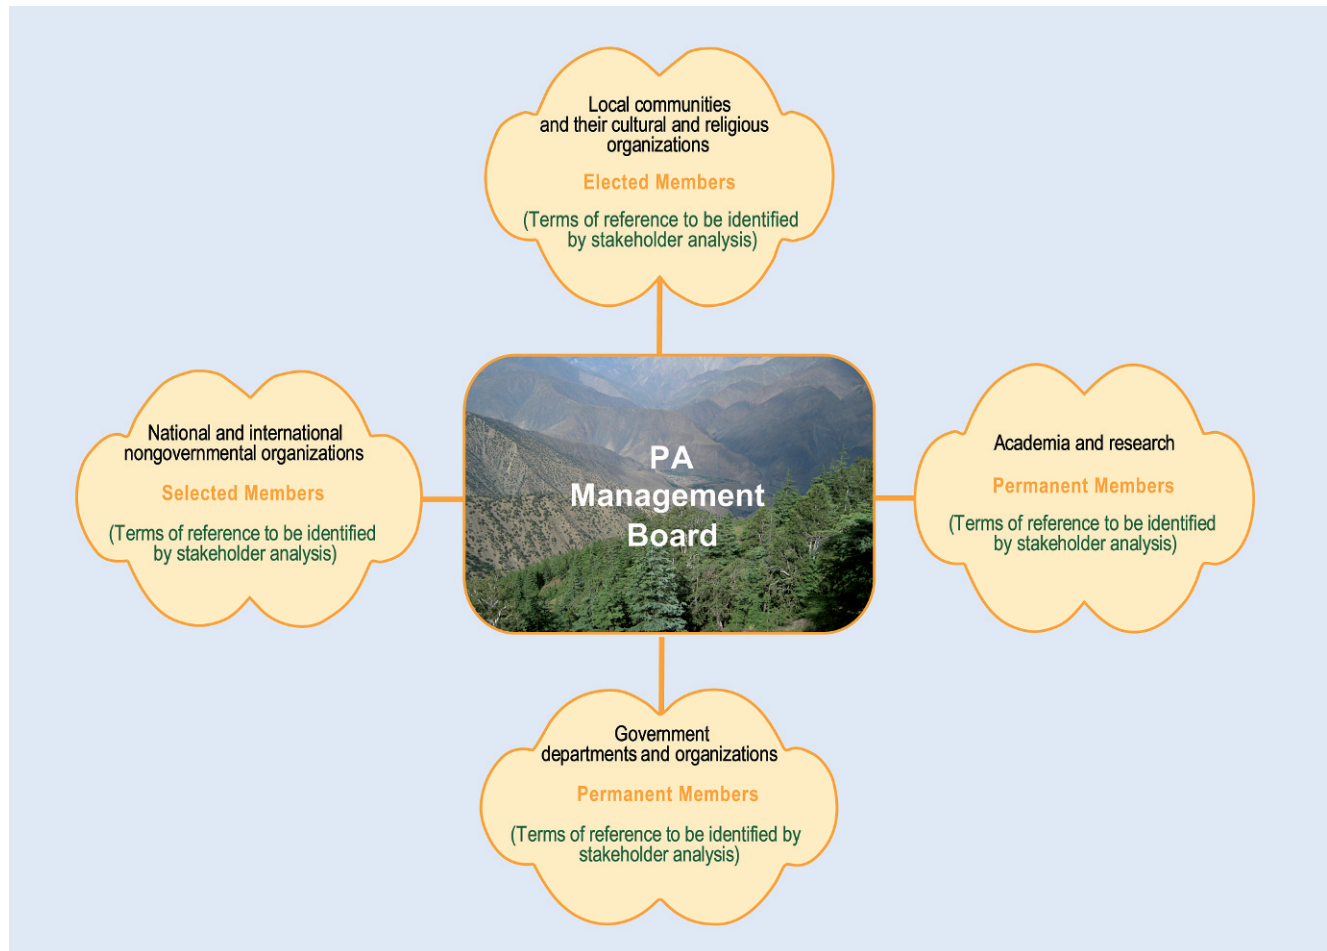 Local communities
and their cultural and religious
organizations
Elected Members
(Terms of reference to be identified
by stakeholder analysis)
National and international
nongovernmental organizations
Selected Members
(Terms of reference to be identified
by stakeholder analysis)
PA
Management
Board
Academia and research
Permanent Members
(Terms of reference to be identified
by stakeholder analysis)
Government
departments and organizations
Permanent Members
(Terms of reference to be identified by
stakeholder analysis)